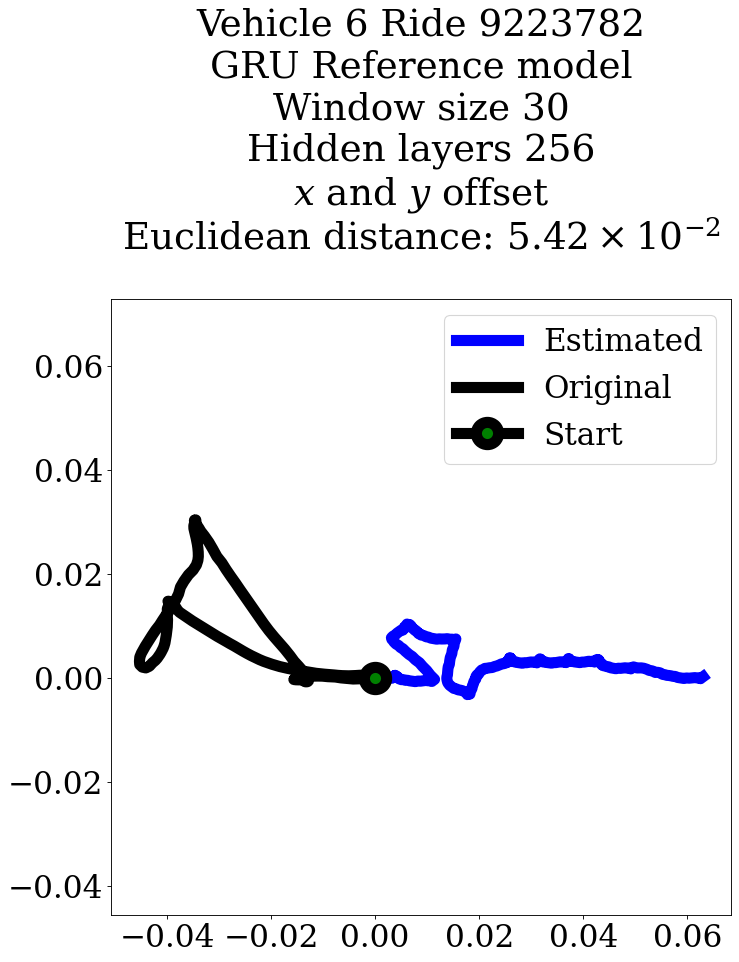 Vehicle 6 Ride 9223782
GRU Reference model
Window size 30
Hidden layers 256
x and y offset
Euclidean distance: 5.42 × 10⁻²
Estimated
Original
Start
0.06
0.04
0.02
0.00
−0.02
−0.04
−0.04 −0.02 0.00 0.02 0.04 0.06